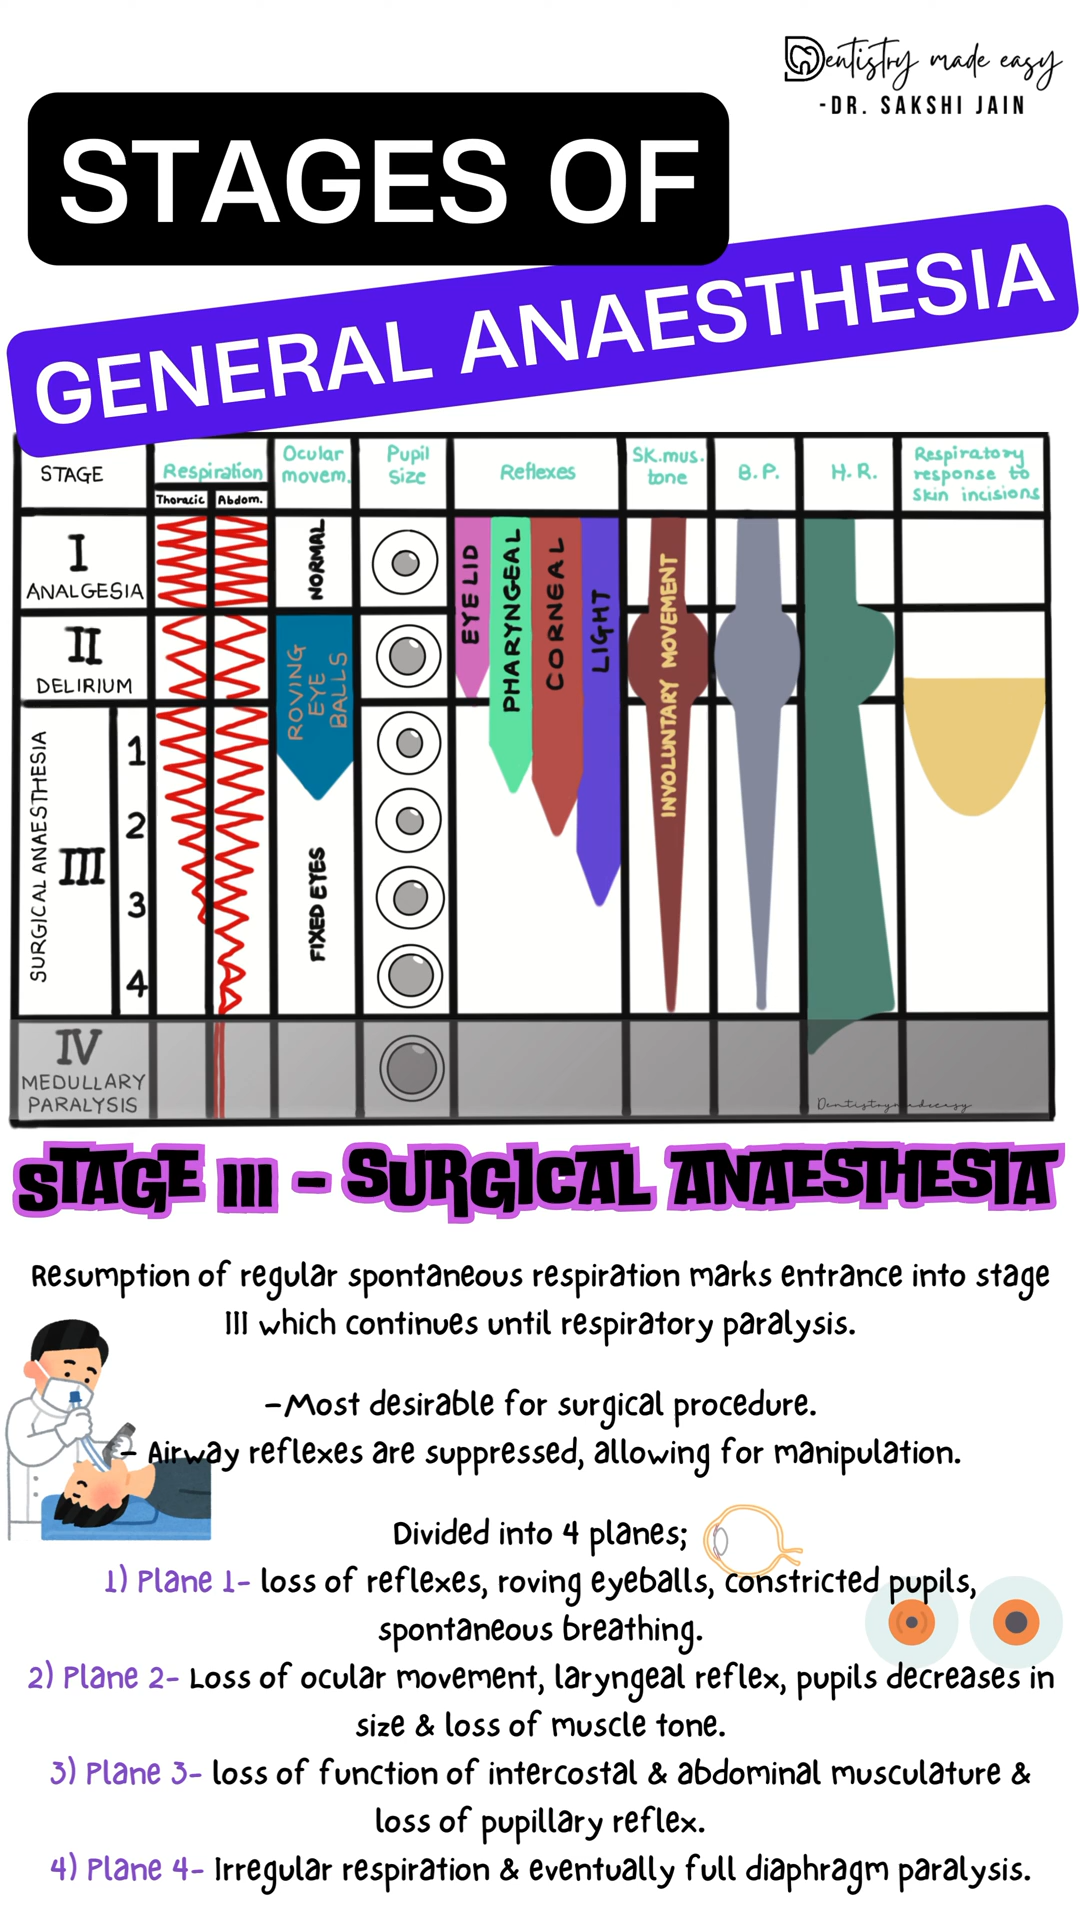 Dentistry made easy
-DR. SAKSHI JAIN
STAGES OF
GENERAL ANAESTHESIA
STAGE
Respiration
Thoracic
Abdom.
Ocular
movem.
Pupil
size
Reflexes
SK.mus.
tone
B.P.
H.R.
Respiratory
response to
skin incisions
I
ANALGESIA
NORMAL
EYE LID
PHARYNGEAL
CORNEAL
LIGHT
INVOLUNTARY MOVEMENT
II
DELIRIUM
ROVING
EYE
BALLS
SURGICAL ANAESTHESIA
III
1
2
3
4
FIXED EYES
IV
MEDULLARY
PARALYSIS
Dentistrymadeeasy
STAGE III - SURGICAL ANAESTHESIA
Resumption of regular spontaneous respiration marks entrance into stage
III which continues until respiratory paralysis.
-Most desirable for surgical procedure.
- Airway reflexes are suppressed, allowing for manipulation.
Divided into 4 planes;
1) Plane 1- loss of reflexes, roving eyeballs, constricted pupils,
spontaneous breathing.
2) Plane 2- Loss of ocular movement, laryngeal reflex, pupils decreases in
size & loss of muscle tone.
3) Plane 3- loss of function of intercostal & abdominal musculature &
loss of pupillary reflex.
4) Plane 4- Irregular respiration & eventually full diaphragm paralysis.